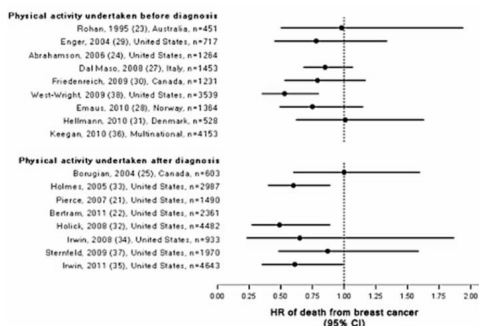 Physical activity undertaken before diagnosis
Rohan, 1995 (23), Australia, n=451
Enger, 2004 (29), United States, n=717
Abrahamson, 2006 (24), United States, n=1264
Dal Maso, 2008 (27), Italy, n=1453
Friedenreich, 2009 (30), Canada, n=1231
West-Wright, 2009 (38), United States, n=3539
Emaus, 2010 (28), Norway, n=1364
Hellmann, 2010 (31), Denmark, n=528
Keegan, 2010 (36), Multinational, n=4153
Physical activity undertaken after diagnosis
Borugian, 2004 (25), Canada, n=603
Holmes, 2005 (33), United States, n=2987
Pierce, 2007 (21), United States, n=1490
Bertram, 2011 (22), United States, n=2361
Holick, 2008 (32), United States, n=4482
Irwin, 2008 (34), United States, n=933
Sternfeld, 2009 (37), United States, n=1970
Irwin, 2011 (35), United States, n=4643
0.00 0.25 0.50 0.75 1.00 1.25 1.50 1.75 2.00
HR of death from breast cancer
(95% CI)